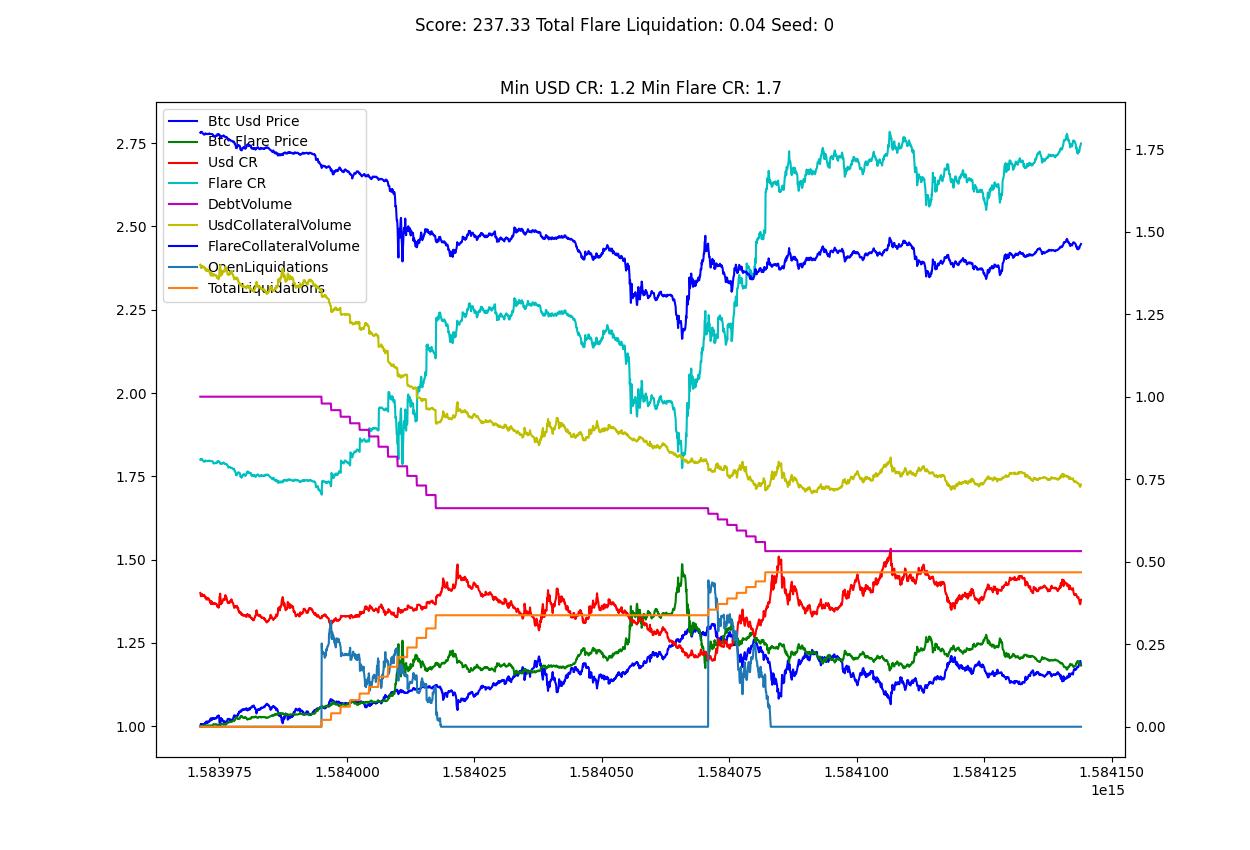 Score: 237.33 Total Flare Liquidation: 0.04 Seed: 0
Min USD CR: 1.2 Min Flare CR: 1.7
Btc Usd Price
Btc Flare Price
Usd CR
Flare CR
DebtVolume
UsdCollateralVolume
FlareCollateralVolume
OpenLiquidations
TotalLiquidations
2.75
2.50
2.25
2.00
1.75
1.50
1.25
1.00
1.75
1.50
1.25
1.00
0.75
0.50
0.25
0.00
1.583975 1.584000 1.584025 1.584050 1.584075 1.584100 1.584125 1.584150
1e15